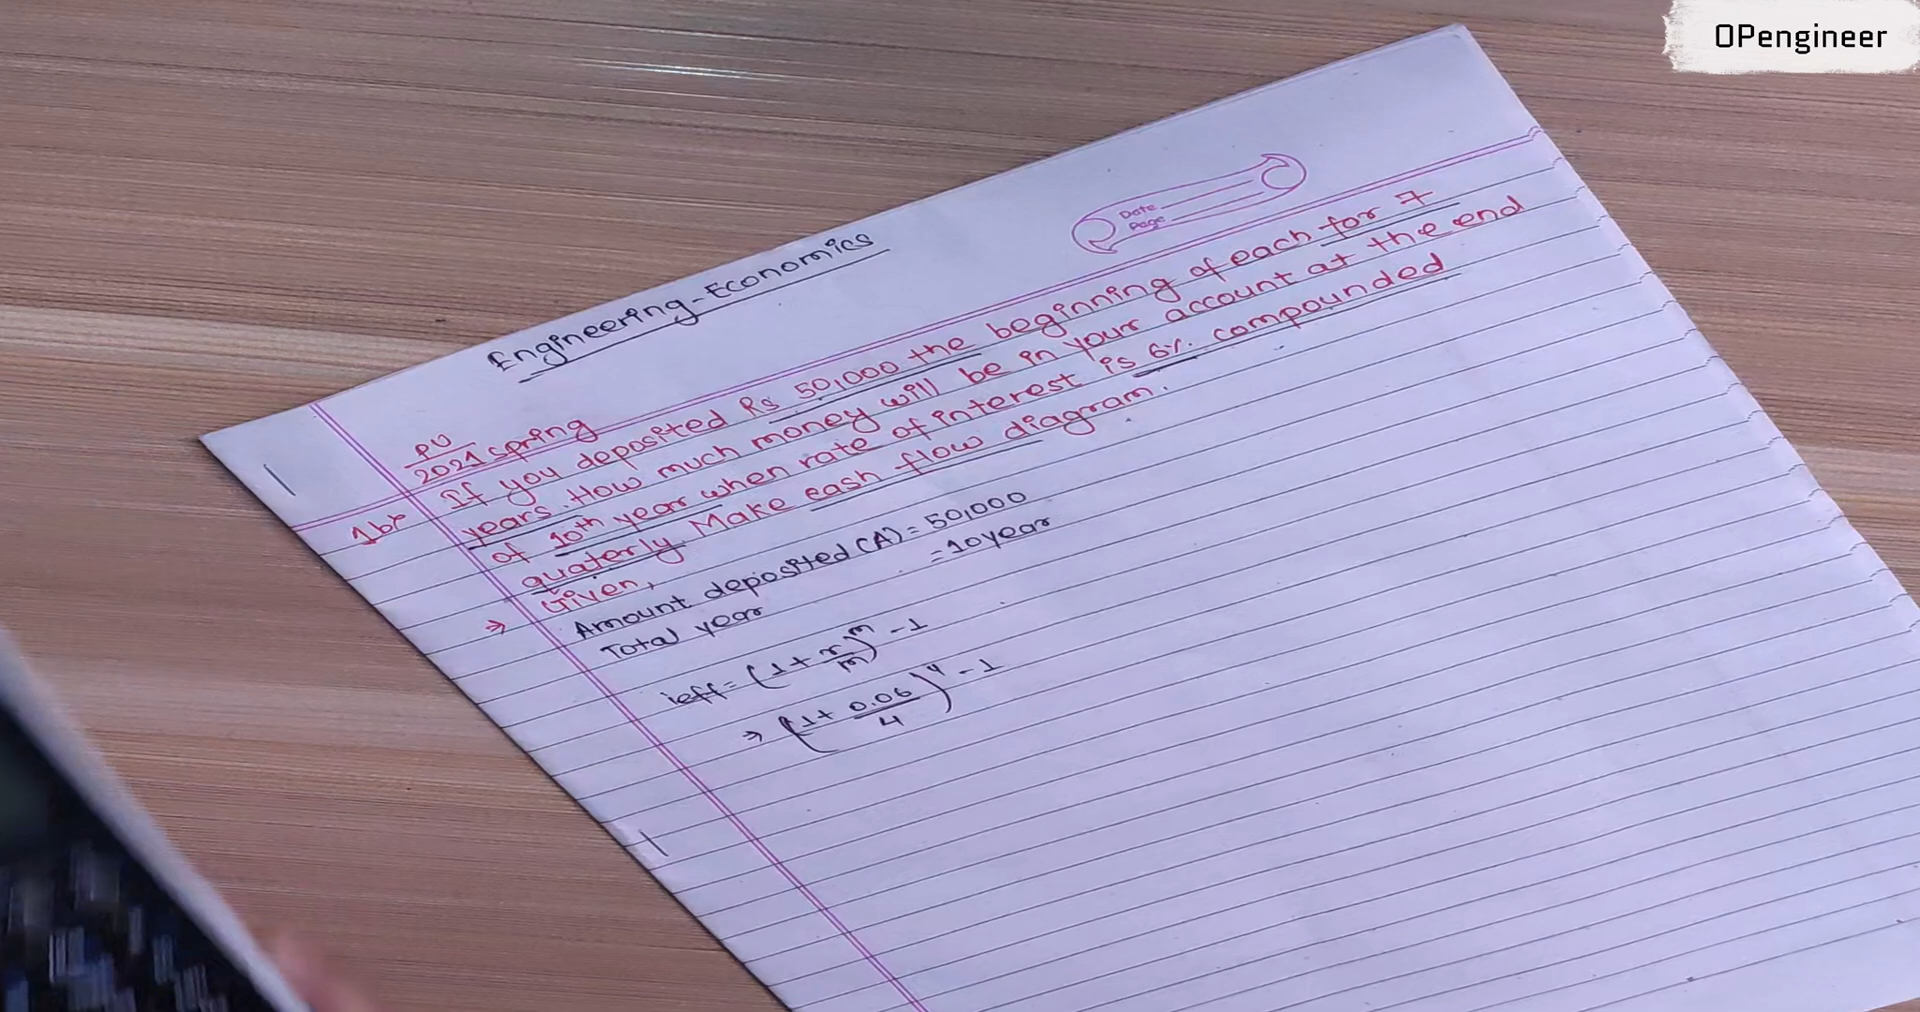 OPengineer
Engineering-Economics
Date
Page
PU
2021 spring
1b> If you deposited Rs 50,000 the beginning of each for 7
years. How much money will be in your account at the end
of 10th year when rate of interest is 6%. compounded
quaterly. Make cash flow diagram.
⇒ Given,
Amount deposited (A) = 50,000
Total year = 10year
ieff = (1 + r/m)^m - 1
⇒ (1 + 0.06/4)^4 - 1